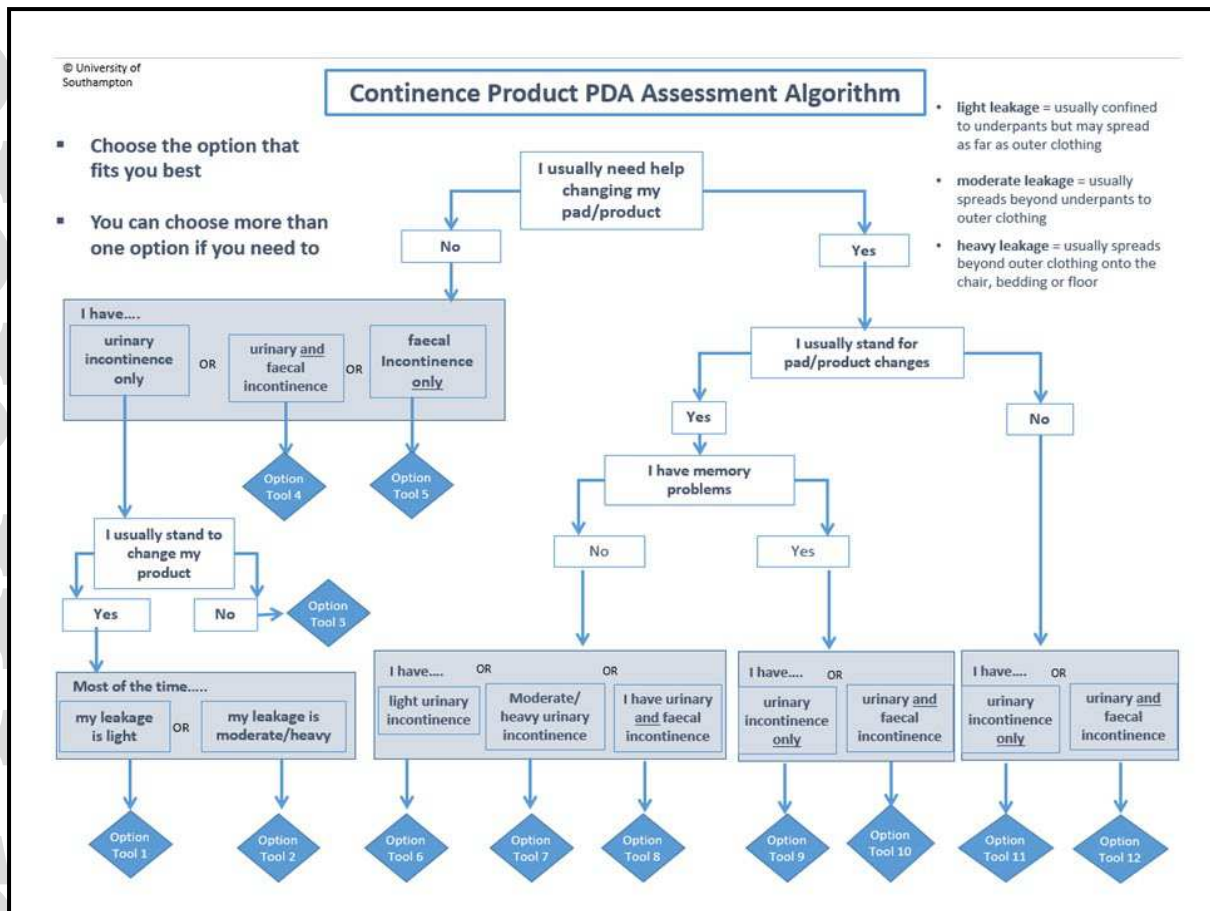 © University of
Southampton
Continence Product PDA Assessment Algorithm
▪ Choose the option that
fits you best
▪ You can choose more than
one option if you need to
• light leakage = usually confined
to underpants but may spread
as far as outer clothing
• moderate leakage = usually
spreads beyond underpants to
outer clothing
• heavy leakage = usually spreads
beyond outer clothing onto the
chair, bedding or floor
I usually need help
changing my
pad/product
No
Yes
I have....
urinary
incontinence
only
OR
urinary and
faecal
incontinence
OR
faecal
Incontinence
only
Option
Tool 4
Option
Tool 5
I usually stand to
change my
product
Yes
No
Option
Tool 3
Most of the time.....
my leakage
is light
OR
my leakage is
moderate/heavy
Option
Tool 1
Option
Tool 2
I usually stand for
pad/product changes
Yes
No
I have memory
problems
No
Yes
I have....
OR
OR
light urinary
incontinence
Moderate/
heavy urinary
incontinence
I have urinary
and faecal
incontinence
Option
Tool 6
Option
Tool 7
Option
Tool 8
I have....
OR
urinary
incontinence
only
urinary and
faecal
incontinence
Option
Tool 9
Option
Tool 10
I have....
OR
urinary
incontinence
only
urinary and
faecal
incontinence
Option
Tool 11
Option
Tool 12